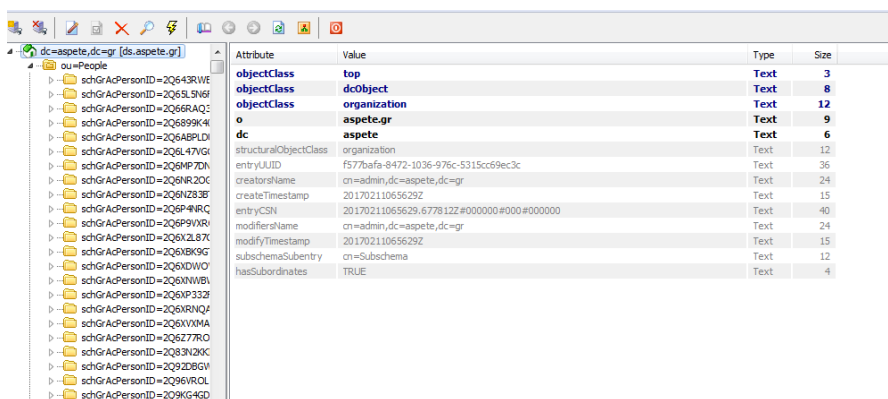 dc=aspete,dc=gr [ds.aspete.gr]
ou=People
schGrAcPersonID=2Q643RWE
schGrAcPersonID=2Q65L5N6F
schGrAcPersonID=2Q66RAQ3
schGrAcPersonID=2Q6899K4
schGrAcPersonID=2Q6ABPLD
schGrAcPersonID=2Q6L47VG
schGrAcPersonID=2Q6MP7DN
schGrAcPersonID=2Q6NR2OG
schGrAcPersonID=2Q6NZ83B
schGrAcPersonID=2Q6P4NRQ
schGrAcPersonID=2Q6P9VXR
schGrAcPersonID=2Q6X2L87
schGrAcPersonID=2Q6XBK9G
schGrAcPersonID=2Q6XDWO
schGrAcPersonID=2Q6XNWB
schGrAcPersonID=2Q6XP332
schGrAcPersonID=2Q6XRNQA
schGrAcPersonID=2Q6XVXMA
schGrAcPersonID=2Q6Z77RO
schGrAcPersonID=2Q83N2KK
schGrAcPersonID=2Q92DBGV
schGrAcPersonID=2Q96VROL
schGrAcPersonID=2Q9KG4GD
Attribute Value Type Size
objectClass top Text 3
objectClass dcObject Text 8
objectClass organization Text 12
o aspete.gr Text 9
dc aspete Text 6
structuralObjectClass organization Text 12
entryUUID f577bafa-8472-1036-976c-5315cc69ec3c Text 36
creatorsName cn=admin,dc=aspete,dc=gr Text 24
createTimestamp 20170211065629Z Text 15
entryCSN 20170211065629.677812Z#000000#000#000000 Text 40
modifiersName cn=admin,dc=aspete,dc=gr Text 24
modifyTimestamp 20170211065629Z Text 15
subschemaSubentry cn=Subschema Text 12
hasSubordinates TRUE Text 4